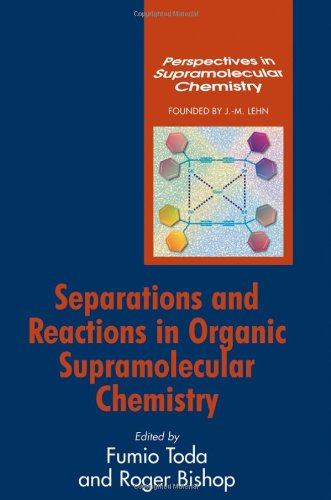 Perspectives in
Supramolecular
Chemistry
FOUNDED BY J.-M. LEHN
Separations and
Reactions in Organic
Supramolecular
Chemistry
Edited by
Fumio Toda
and Roger Bishop